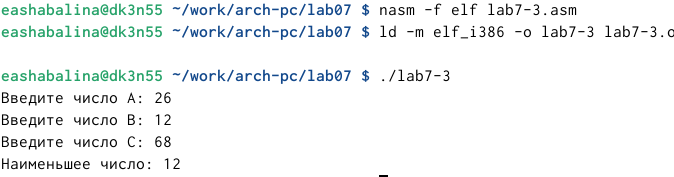 eashabalina@dk3n55 ~/work/arch-pc/lab07 $ nasm -f elf lab7-3.asm
eashabalina@dk3n55 ~/work/arch-pc/lab07 $ ld -m elf_i386 -o lab7-3 lab7-3.o
eashabalina@dk3n55 ~/work/arch-pc/lab07 $ ./lab7-3
Введите число A: 26
Введите число B: 12
Введите число C: 68
Наименьшее число: 12